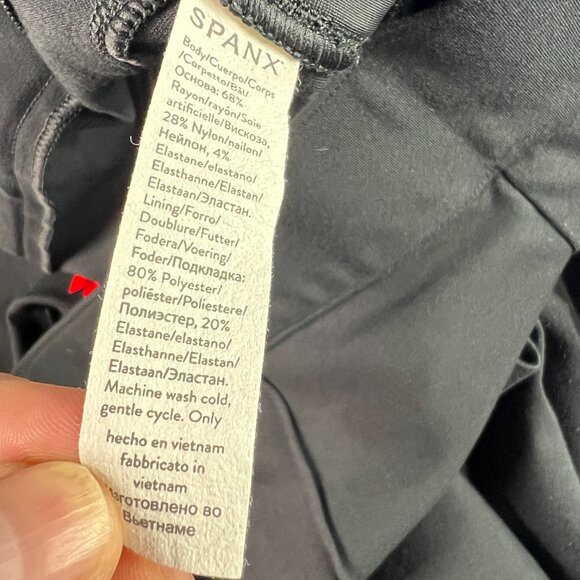 SPANX
Body/Cuerpo/Corps
/Corpetto/Bål/
Основа: 68%
Rayon/rayón/Soie
artificielle/Вискоза,
28% Nylon/nailon/
Нейлон, 4%
Elastane/elastano/
Elasthanne/Elastan/
Elastaan/Эластан.
Lining/Forro/
Doublure/Futter/
Fodera/Voering/
Foder/Подкладка:
80% Polyester/
poliéster/Poliestere/
Полиэстер, 20%
Elastane/elastano/
Elasthanne/Elastan/
Elastaan/Эластан.
Machine wash cold,
gentle cycle. Only
hecho en vietnam
fabbricato in
vietnam
Изготовлено во
Вьетнаме